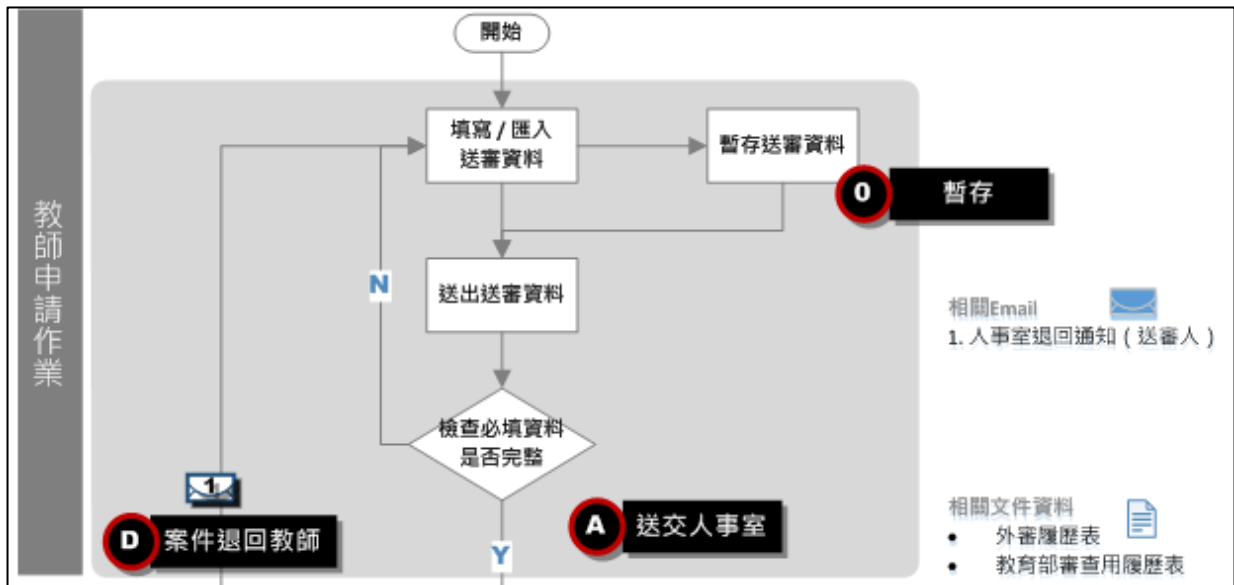 教師申請作業
開始
填寫 / 匯入
送審資料
暫存送審資料
0 暫存
送出送審資料
N
相關Email
1. 人事室退回通知（送審人）
檢查必填資料
是否完整
1
D 案件退回教師
A 送交人事室
Y
相關文件資料
• 外審履歷表
• 教育部審查用履歷表